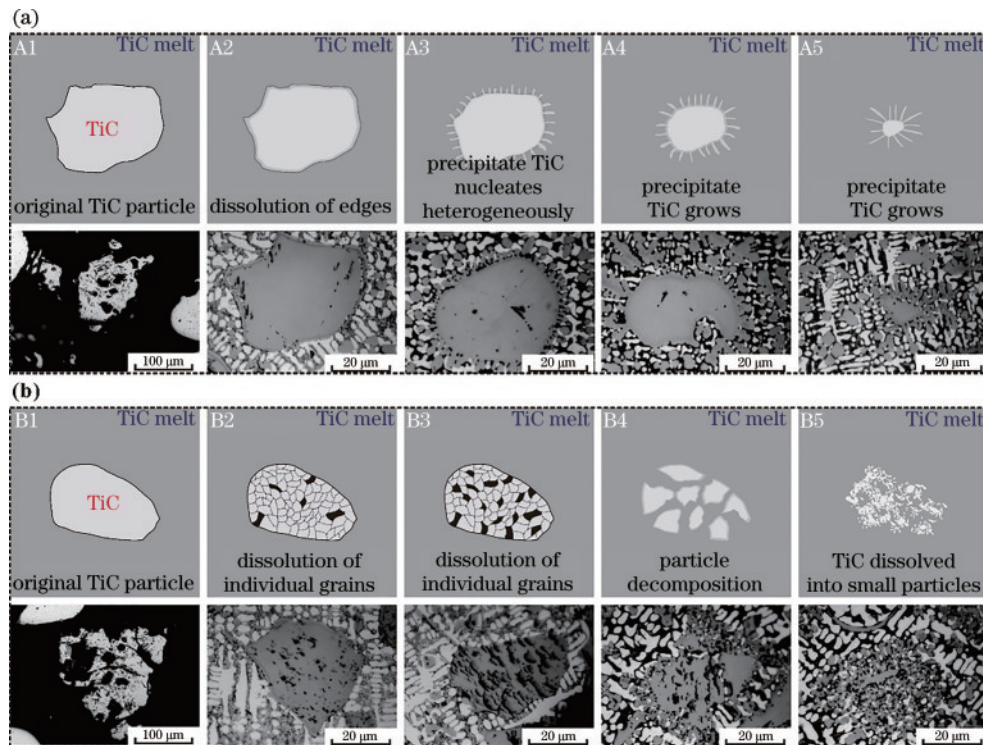 (a)
A1 TiC melt
TiC
original TiC particle
100 μm
A2 TiC melt
dissolution of edges
20 μm
A3 TiC melt
precipitate TiC
nucleates
heterogeneously
20 μm
A4 TiC melt
precipitate
TiC grows
20 μm
A5 TiC melt
precipitate
TiC grows
20 μm
(b)
B1 TiC melt
TiC
original TiC particle
100 μm
B2 TiC melt
dissolution of
individual grains
20 μm
B3 TiC melt
dissolution of
individual grains
20 μm
B4 TiC melt
particle
decomposition
20 μm
B5 TiC melt
TiC dissolved
into small particles
20 μm